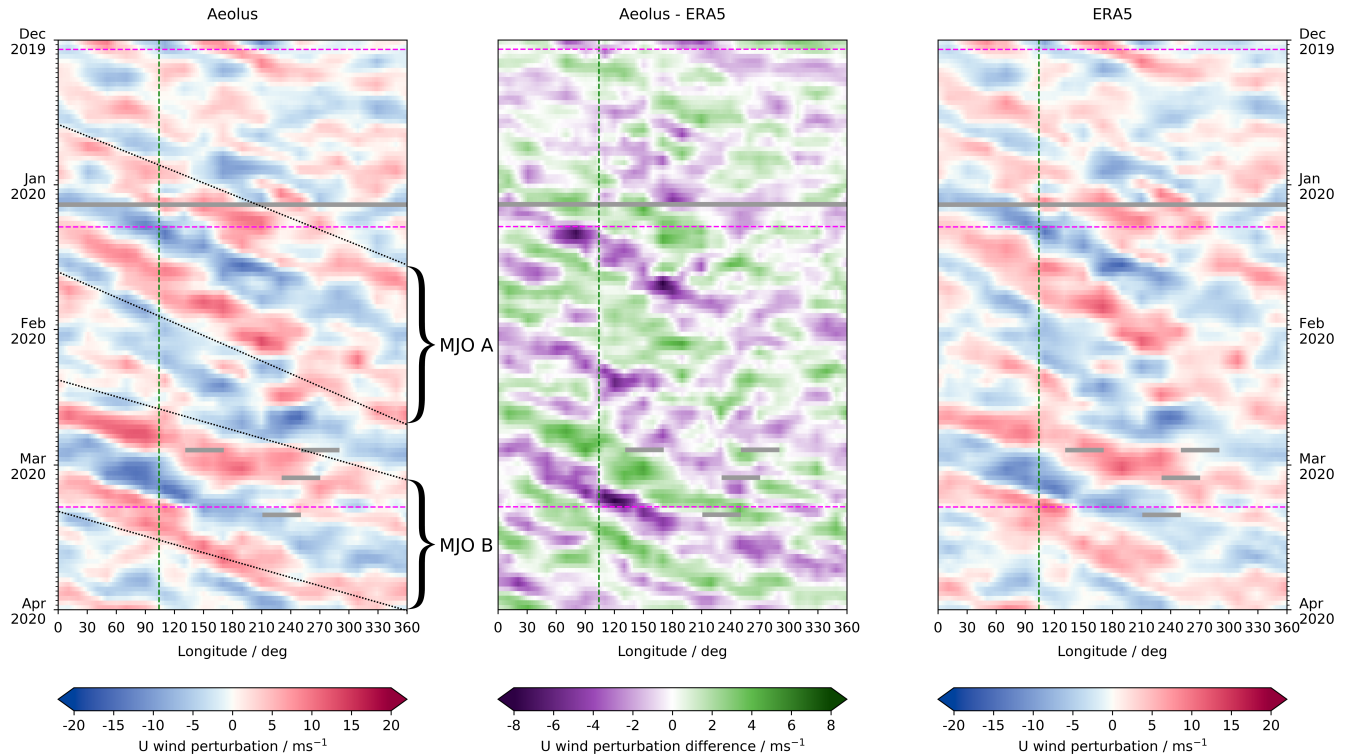 Aeolus
Aeolus - ERA5
ERA5
Dec
2019
Jan
2020
Feb
2020
Mar
2020
Apr
2020
MJO A
MJO B
Dec
2019
Jan
2020
Feb
2020
Mar
2020
Apr
2020
0 30 60 90 120 150 180 210 240 270 300 330 360
0 30 60 90 120 150 180 210 240 270 300 330 360
0 30 60 90 120 150 180 210 240 270 300 330 360
Longitude / deg
Longitude / deg
Longitude / deg
-20 -15 -10 -5 0 5 10 15 20
-8 -6 -4 -2 0 2 4 6 8
-20 -15 -10 -5 0 5 10 15 20
U wind perturbation / ms⁻¹
U wind perturbation difference / ms⁻¹
U wind perturbation / ms⁻¹